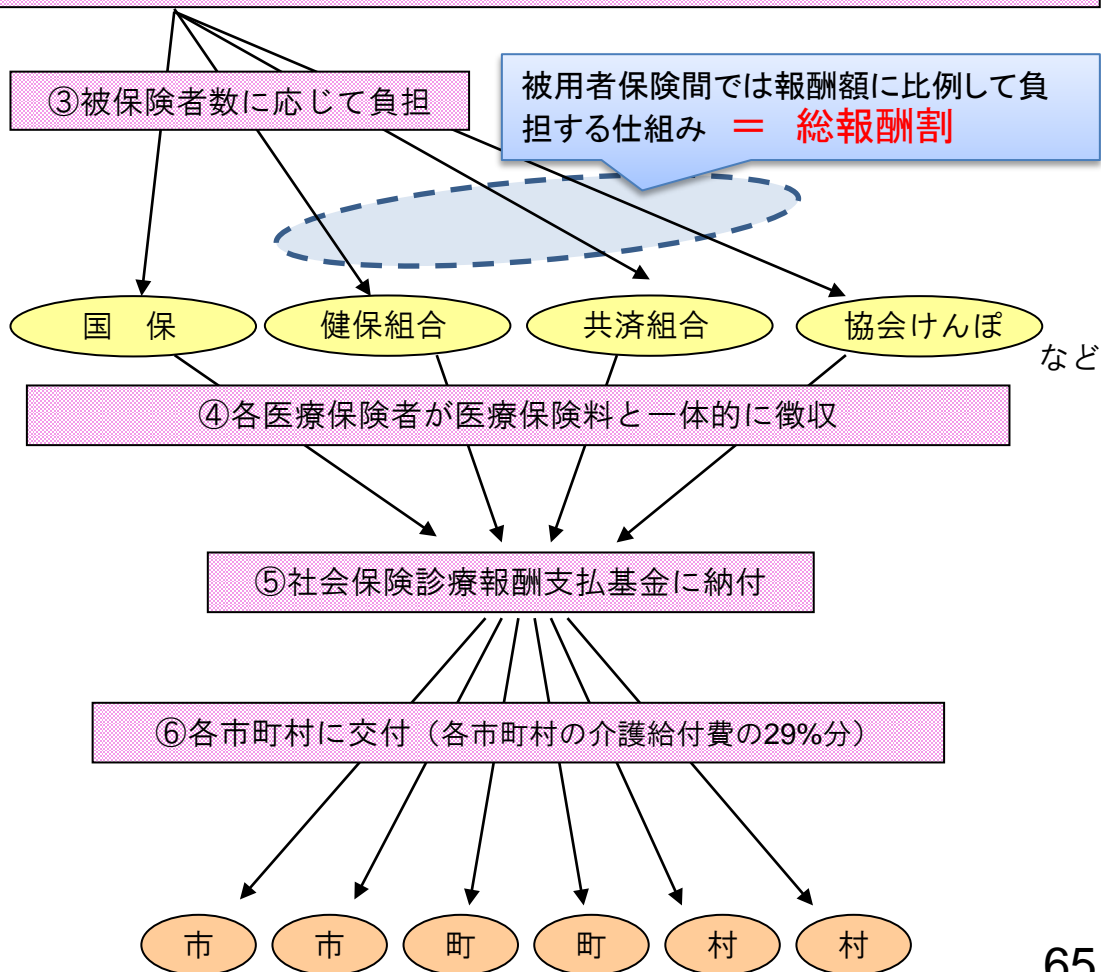 ③被保険者数に応じて負担
被用者保険間では報酬額に比例して負
担する仕組み ＝ 総報酬割
国　保
健保組合
共済組合
協会けんぽ
など
④各医療保険者が医療保険料と一体的に徴収
⑤社会保険診療報酬支払基金に納付
⑥各市町村に交付（各市町村の介護給付費の29%分）
市
市
町
町
村
村
65